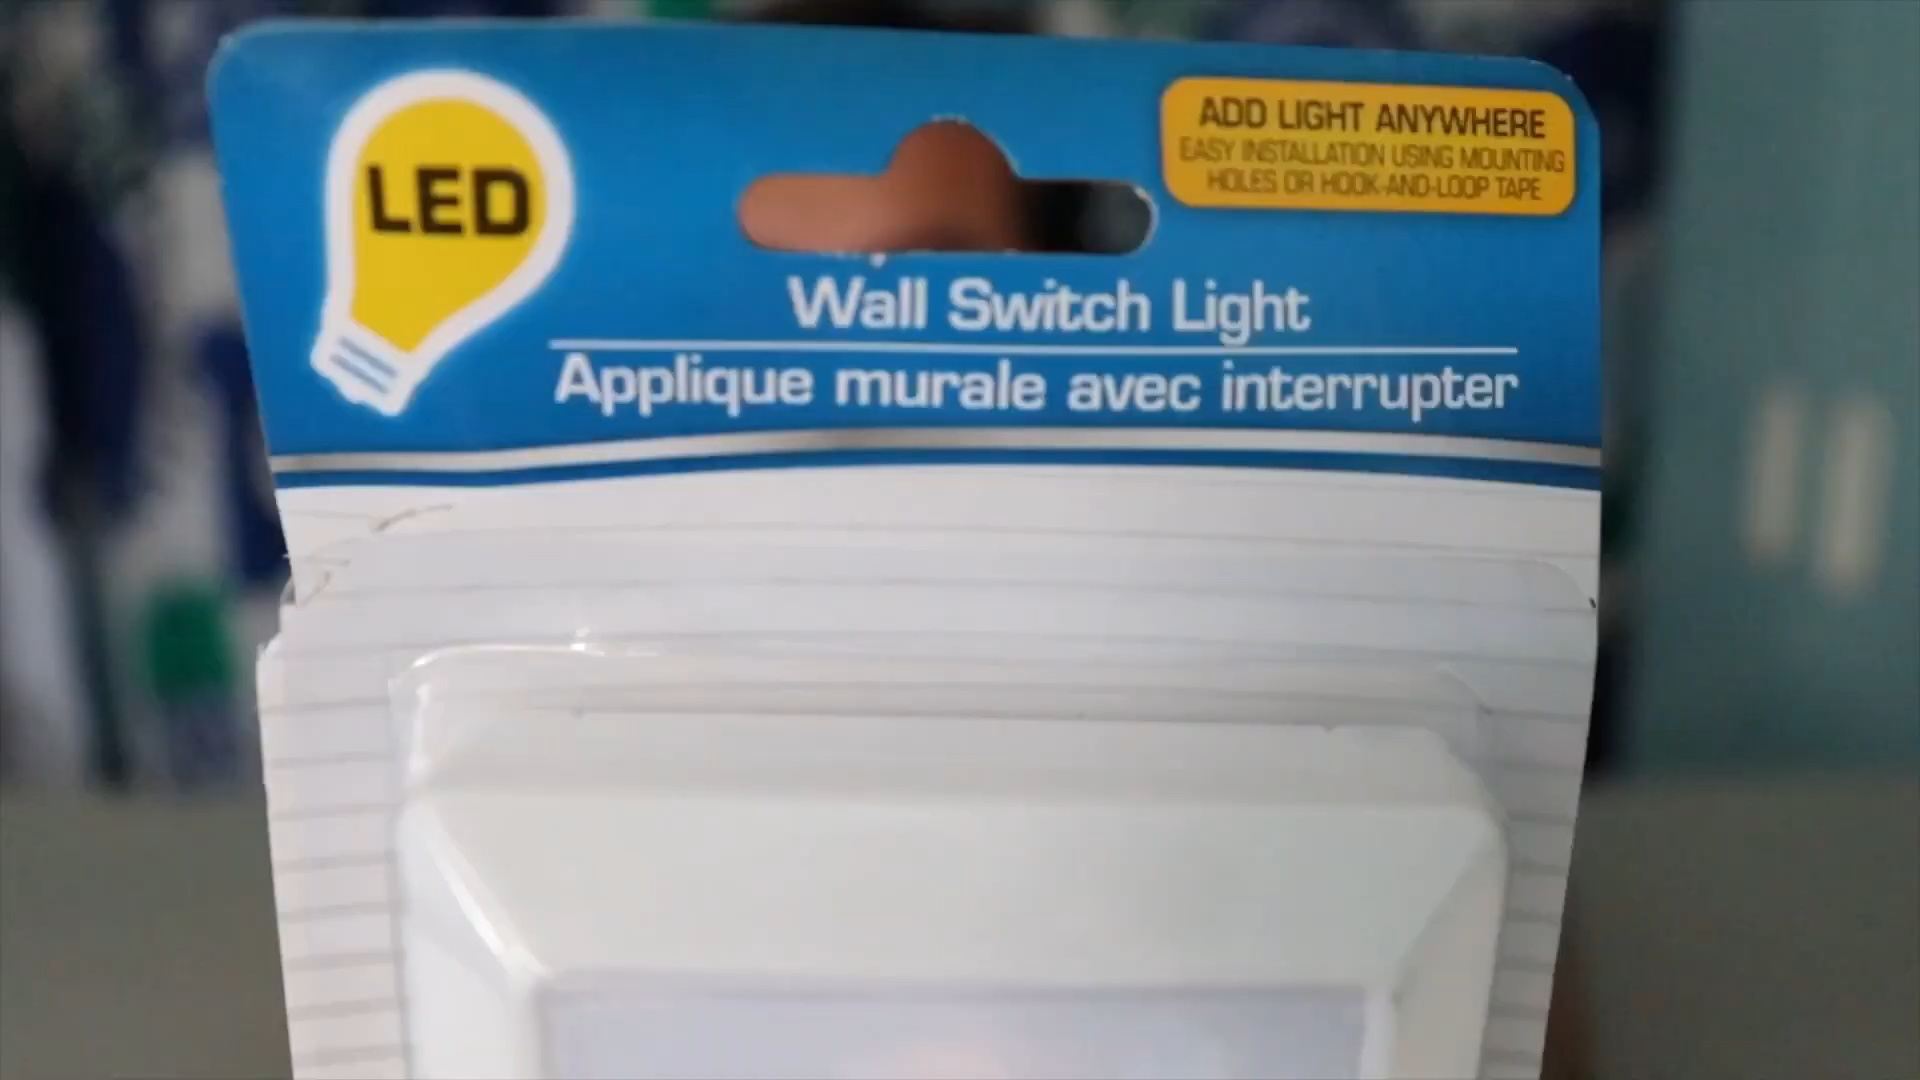 LED
ADD LIGHT ANYWHERE
EASY INSTALLATION USING MOUNTING
HOLES OR HOOK-AND-LOOP TAPE
Wall Switch Light
Applique murale avec interrupter